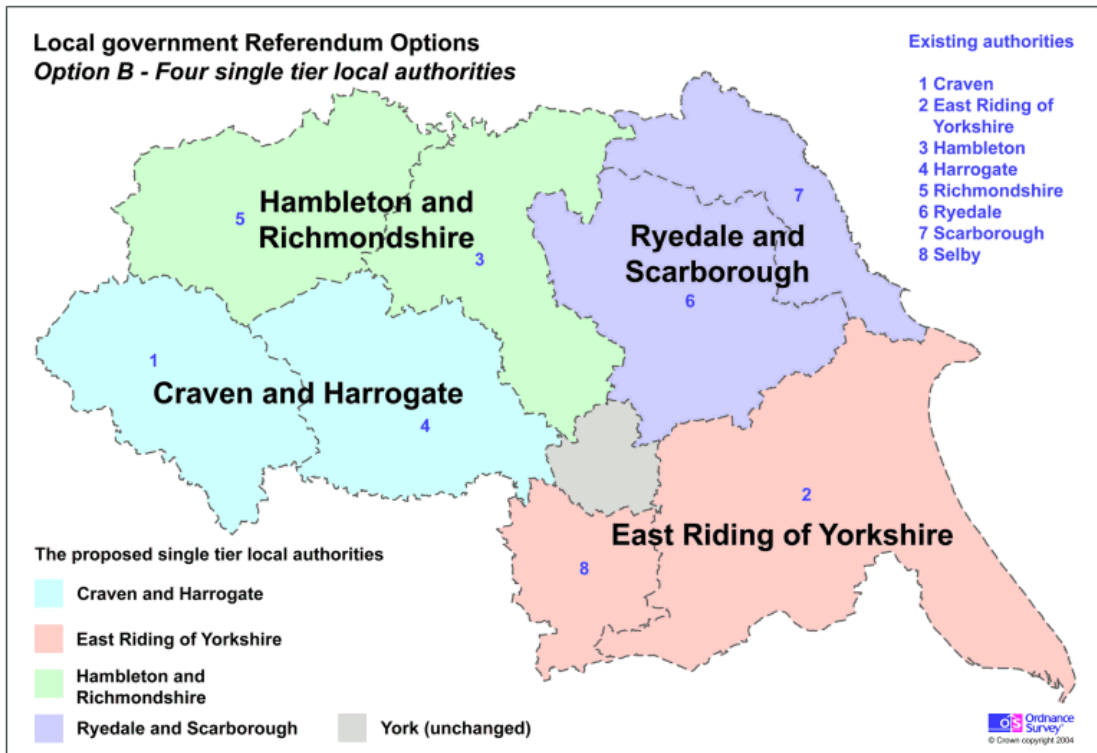 Local government Referendum Options
Option B - Four single tier local authorities
Existing authorities
1 Craven
2 East Riding of
Yorkshire
3 Hambleton
4 Harrogate
5 Richmondshire
6 Ryedale
7 Scarborough
8 Selby
Hambleton and
Richmondshire
5
3
Ryedale and
Scarborough
7
6
1
Craven and Harrogate
4
2
East Riding of Yorkshire
8
The proposed single tier local authorities
Craven and Harrogate
East Riding of Yorkshire
Hambleton and
Richmondshire
Ryedale and Scarborough
York (unchanged)
OS Ordnance
Survey®
© Crown copyright 2004